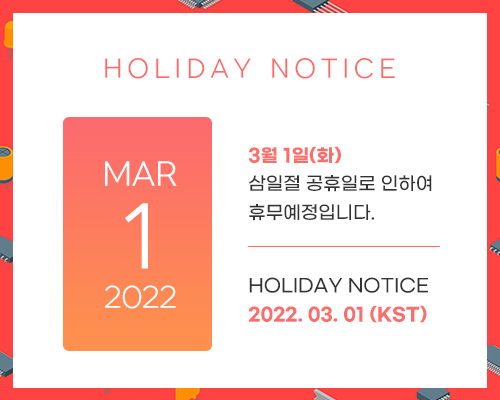 HOLIDAY NOTICE
MAR
1
2022
3월 1일(화)
삼일절 공휴일로 인하여
휴무예정입니다.
HOLIDAY NOTICE
2022. 03. 01 (KST)